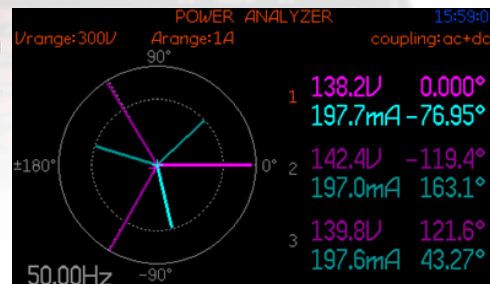 POWER ANALYZER 15:59:0
Vrange:300V Arange:1A coupling:ac+dc
90°
1 138.2V 0.000°
197.7mA -76.95°
±180° 0° 2 142.4V -119.4°
197.0mA 163.1°
3 139.8V 121.6°
197.6mA 43.27°
50.00Hz -90°